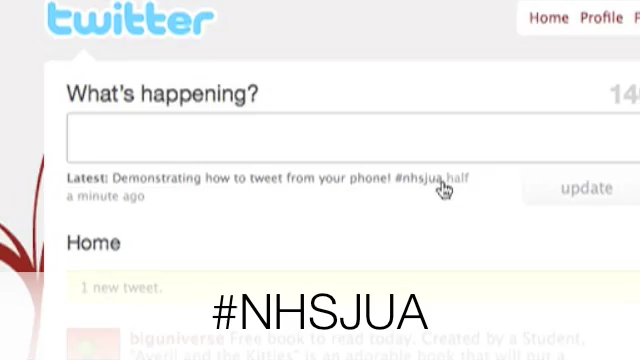 twitter
Home Profile F
What's happening?
140
Latest: Demonstrating how to tweet from your phone! #nhsjua half
a minute ago
update
Home
1 new tweet.
#NHSJUA
biguniverse Free book to read today. Created by a Student.
"Averil and the Kitties" is an adorable book that will put a